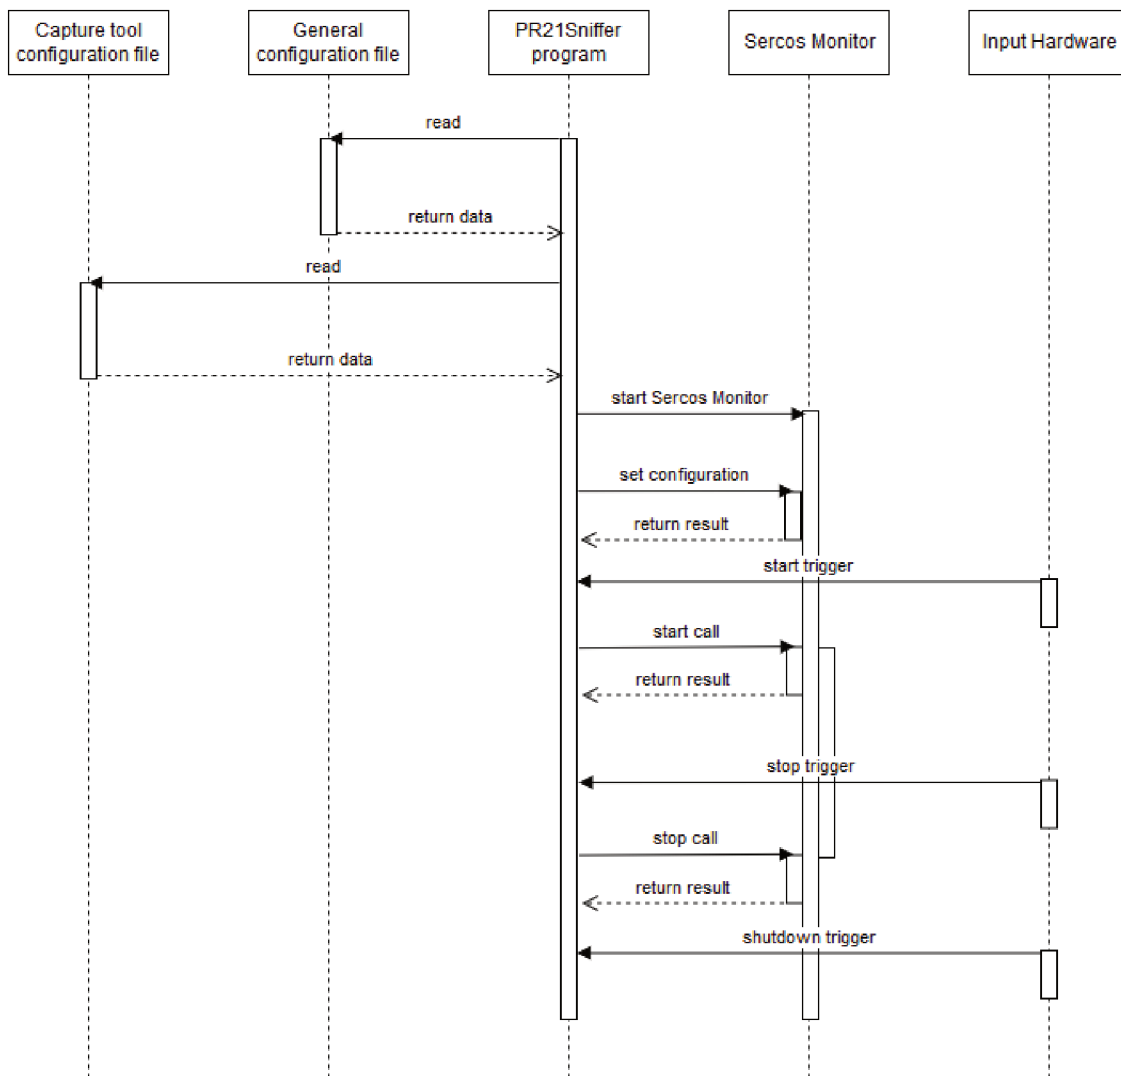 Capture tool
configuration file
General
configuration file
PR21Sniffer
program
Sercos Monitor
Input Hardware
read
return data
read
return data
start Sercos Monitor
set configuration
return result
start trigger
start call
return result
stop trigger
stop call
return result
shutdown trigger